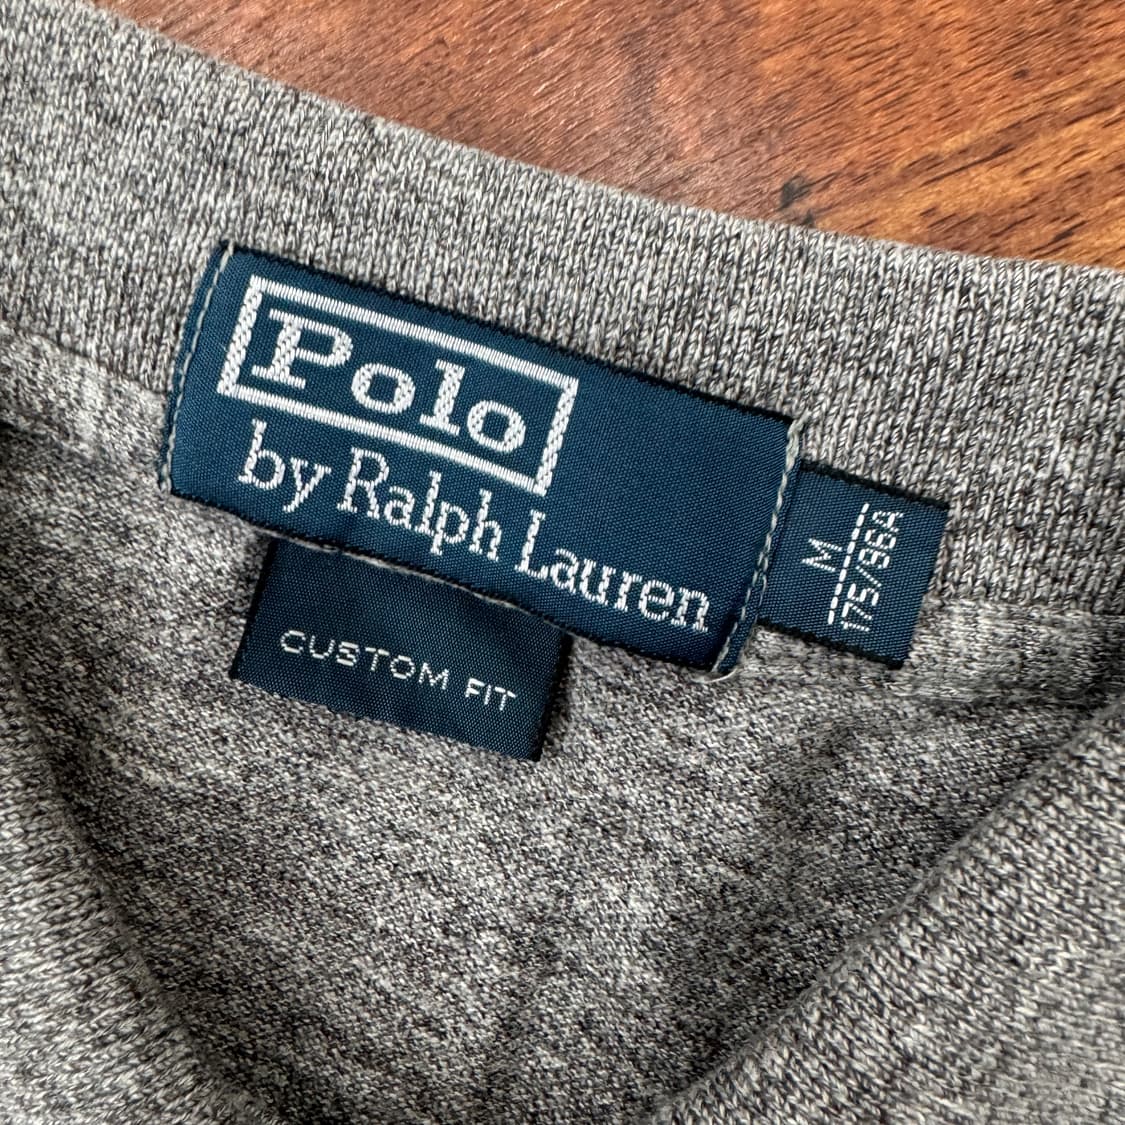 Polo
by Ralph Lauren
M
175/96A
CUSTOM FIT